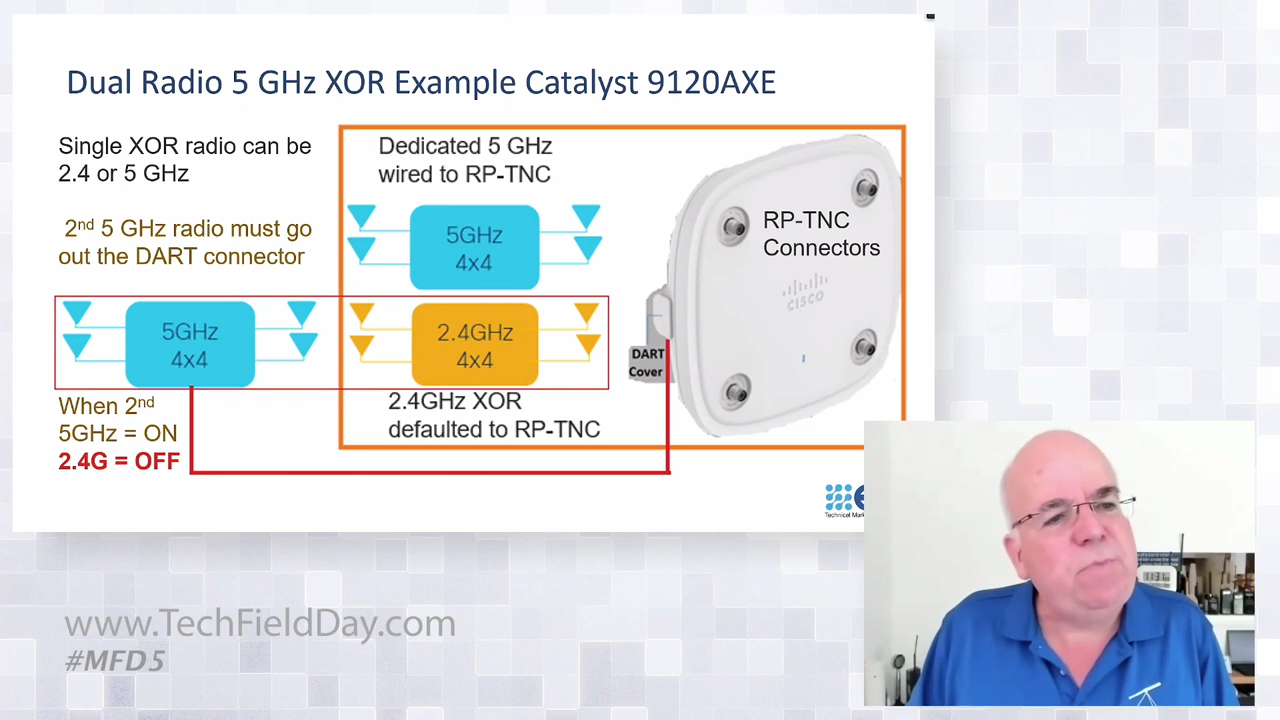 Dual Radio 5 GHz XOR Example Catalyst 9120AXE
Single XOR radio can be
2.4 or 5 GHz
2nd 5 GHz radio must go
out the DART connector
5GHz
4x4
When 2nd
5GHz = ON
2.4G = OFF
Dedicated 5 GHz
wired to RP-TNC
5GHz
4x4
2.4GHz
4x4
2.4GHz XOR
defaulted to RP-TNC
RP-TNC
Connectors
CISCO
DART
Cover
www.TechFieldDay.com
#MFD5